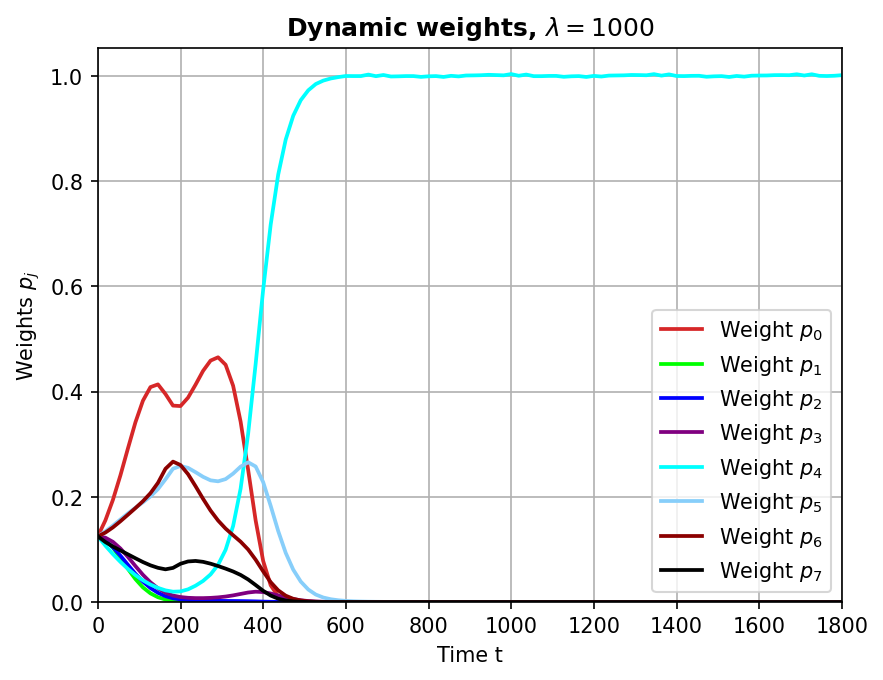 Dynamic weights, λ = 1000
Weights p_j
1.0
0.8
0.6
0.4
0.2
0.0
0 200 400 600 800 1000 1200 1400 1600 1800
Time t
Weight p_0
Weight p_1
Weight p_2
Weight p_3
Weight p_4
Weight p_5
Weight p_6
Weight p_7